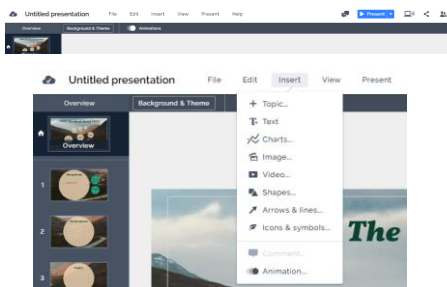 Untitled presentation File Edit Insert View Present Help Present
Overview Background & Theme Animations
Untitled presentation File Edit Insert View Present
Overview Background & Theme
Overview
1
2
3
+ Topic...
T Text
Charts...
Image...
Video...
Shapes...
Arrows & lines...
Icons & symbols...
Comment...
Animation...
The